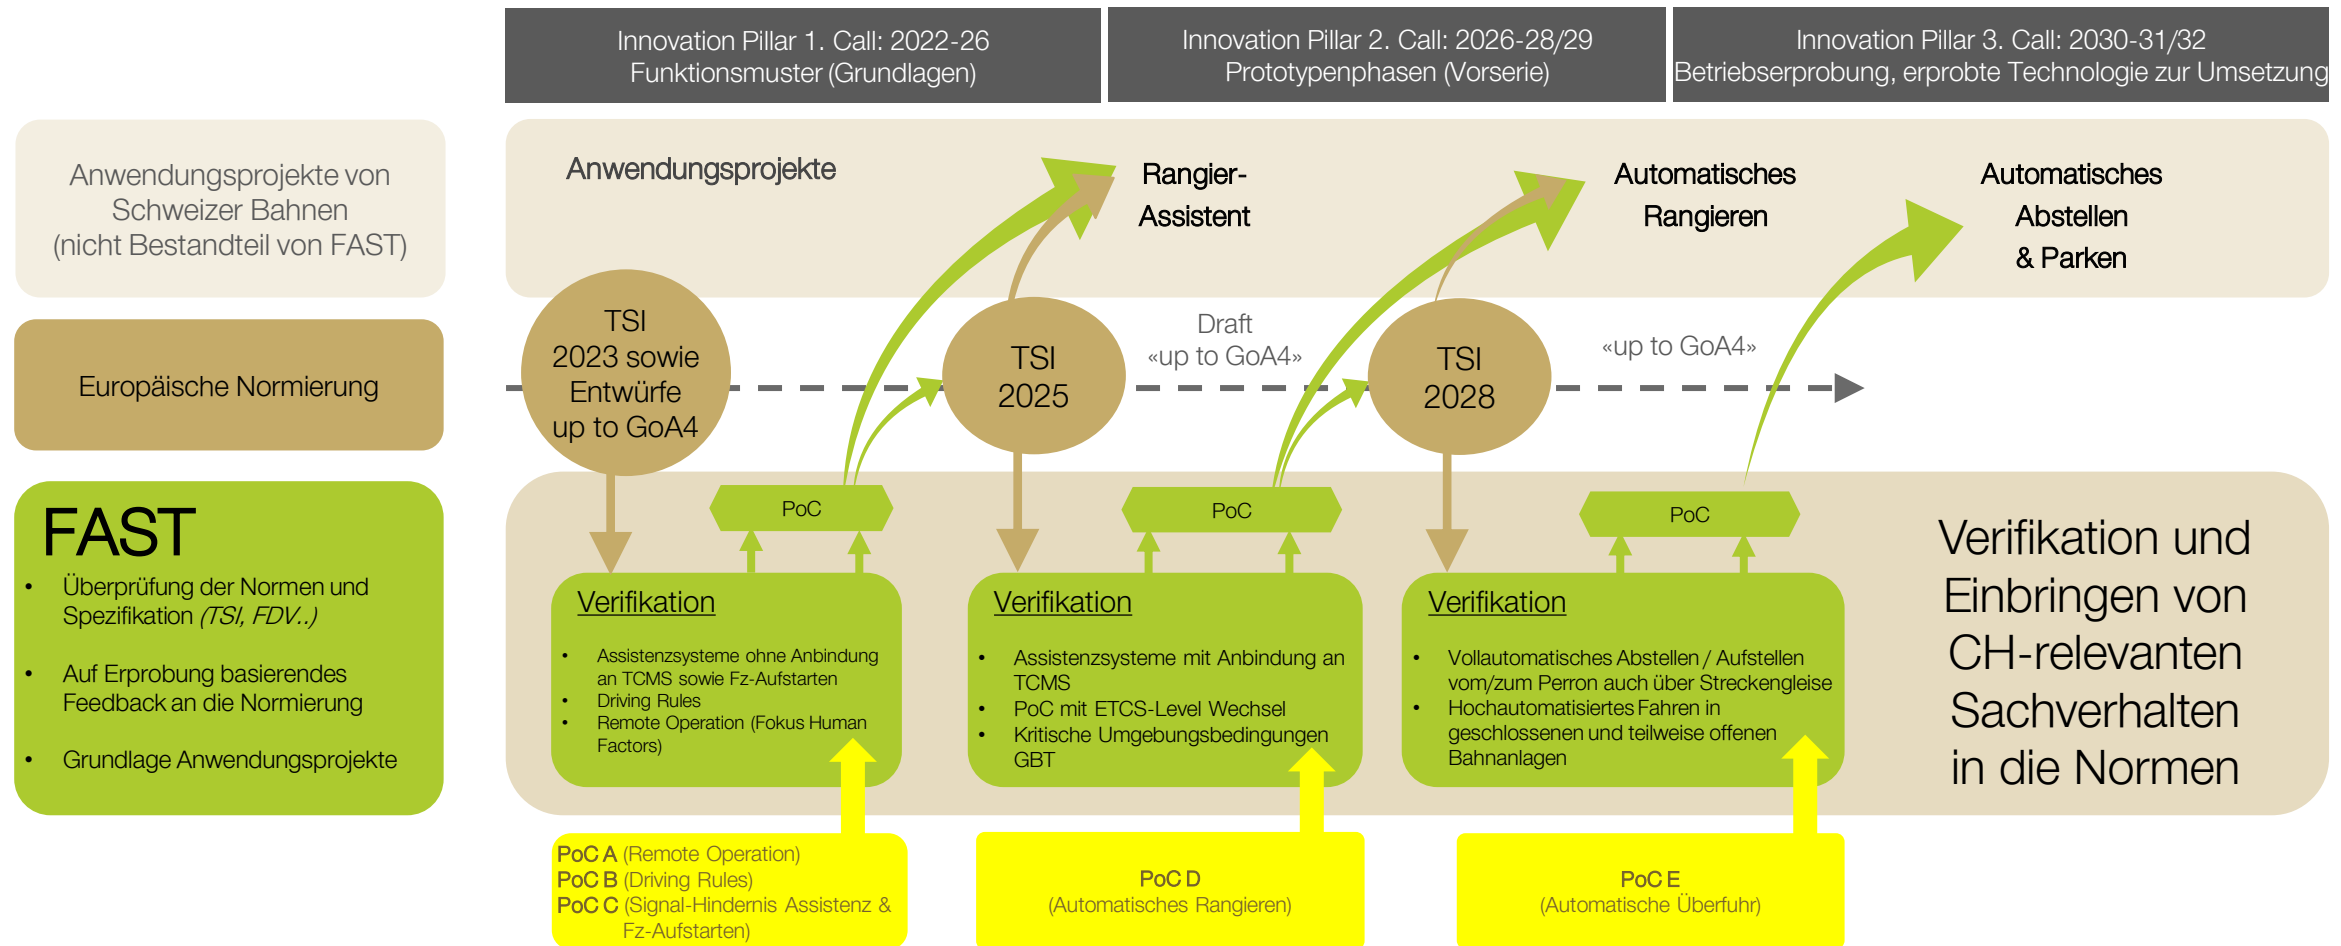 Innovation Pillar 1. Call: 2022-26
Funktionsmuster (Grundlagen)
Innovation Pillar 2. Call: 2026-28/29
Prototypenphasen (Vorserie)
Innovation Pillar 3. Call: 2030-31/32
Betriebserprobung, erprobte Technologie zur Umsetzung
Anwendungsprojekte von
Schweizer Bahnen
(nicht Bestandteil von FAST)
Anwendungsprojekte
Rangier-
Assistent
Automatisches
Rangieren
Automatisches
Abstellen
& Parken
Europäische Normierung
TSI
2023 sowie
Entwürfe
up to GoA4
TSI
2025
Draft
«up to GoA4»
TSI
2028
«up to GoA4»
FAST
• Überprüfung der Normen und
Spezifikation (TSI, FDV..)
• Auf Erprobung basierendes
Feedback an die Normierung
• Grundlage Anwendungsprojekte
PoC
PoC
PoC
Verifikation
• Assistenzsysteme ohne Anbindung
an TCMS sowie Fz-Aufstarten
• Driving Rules
• Remote Operation (Fokus Human
Factors)
Verifikation
• Assistenzsysteme mit Anbindung an
TCMS
• PoC mit ETCS-Level Wechsel
• Kritische Umgebungsbedingungen
GBT
Verifikation
• Vollautomatisches Abstellen / Aufstellen
vom/zum Perron auch über Streckengleise
• Hochautomatisiertes Fahren in
geschlossenen und teilweise offenen
Bahnanlagen
Verifikation und
Einbringen von
CH-relevanten
Sachverhalten
in die Normen
PoC A (Remote Operation)
PoC B (Driving Rules)
PoC C (Signal-Hindernis Assistenz &
Fz-Aufstarten)
PoC D
(Automatisches Rangieren)
PoC E
(Automatische Überfuhr)